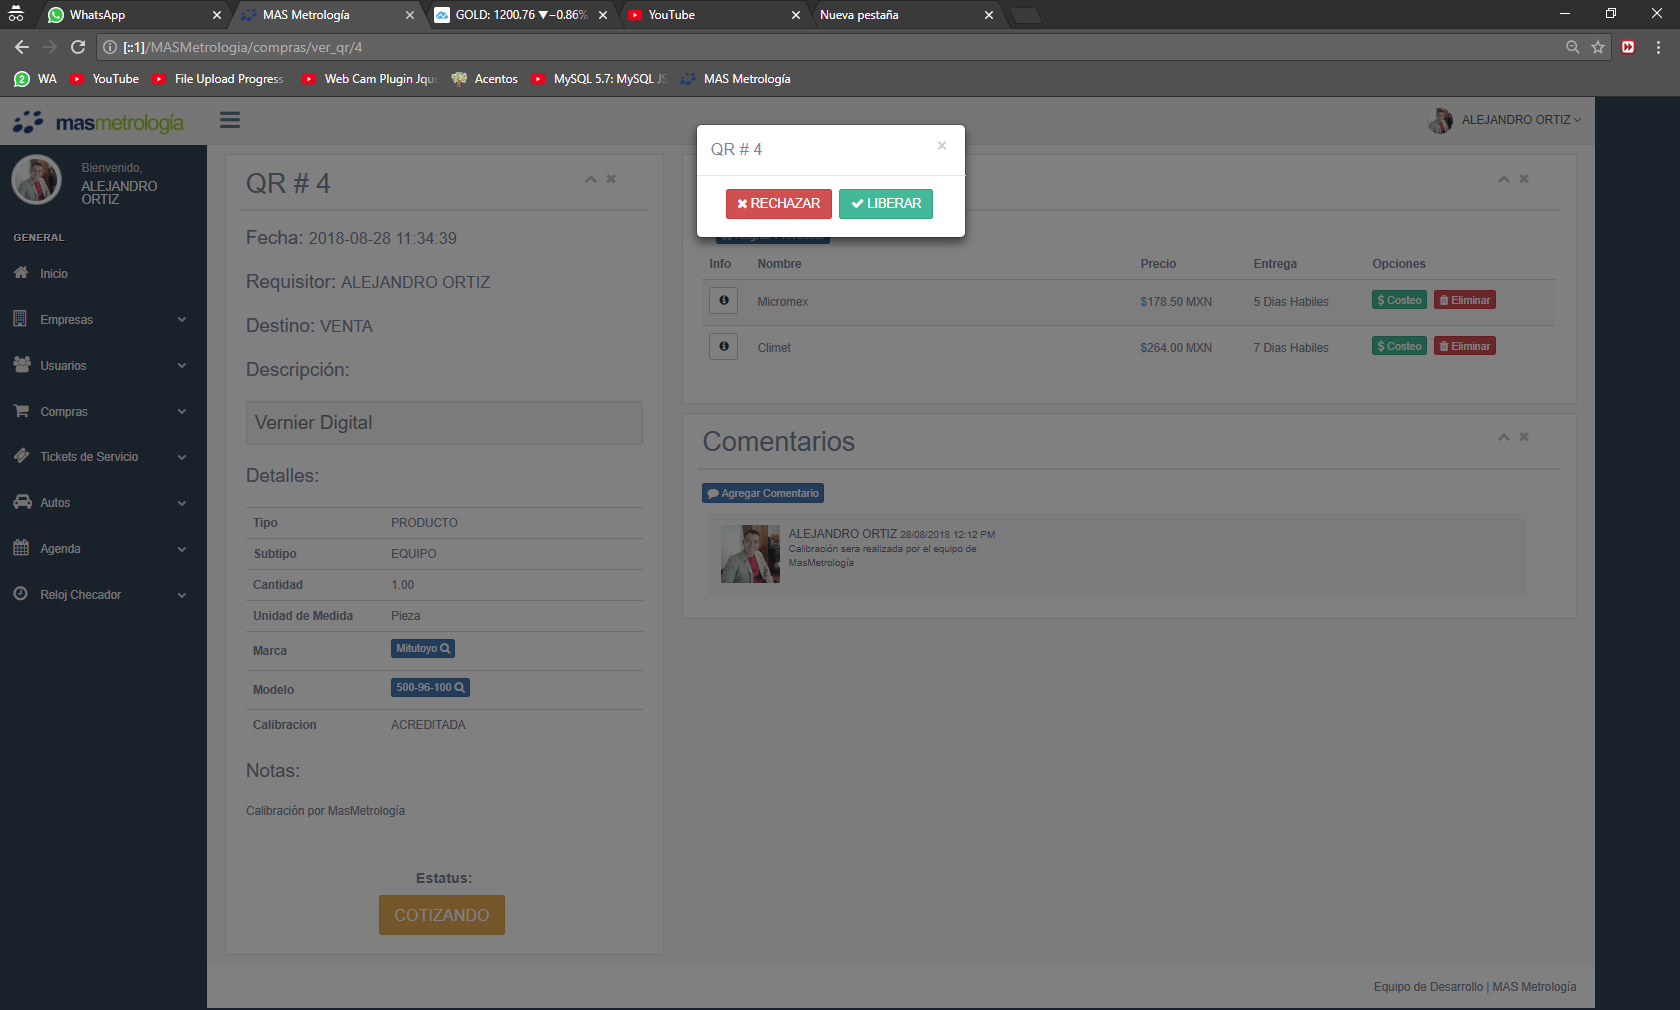 WhatsApp
MAS Metrología
GOLD: 1200.76 ▼−0.86%
YouTube
Nueva pestaña
[::1]/MASMetrologia/compras/ver_qr/4
2 WA
YouTube
File Upload Progress
Web Cam Plugin Jque
Acentos
MySQL 5.7: MySQL JS
MAS Metrología
masmetrología
ALEJANDRO ORTIZ
Bienvenido,
ALEJANDRO
ORTIZ
GENERAL
Inicio
Empresas
Usuarios
Compras
Tickets de Servicio
Autos
Agenda
Reloj Checador
QR # 4
×
RECHAZAR
LIBERAR
QR # 4
Fecha: 2018-08-28 11:34:39
Requisitor: ALEJANDRO ORTIZ
Destino: VENTA
Descripción:
Vernier Digital
Detalles:
Tipo PRODUCTO
Subtipo EQUIPO
Cantidad 1.00
Unidad de Medida Pieza
Marca Mitutoyo
Modelo 500-96-100
Calibracion ACREDITADA
Notas:
Calibración por MasMetrología
Estatus:
COTIZANDO
Info Nombre Precio Entrega Opciones
Micromex $178.50 MXN 5 Dias Habiles $ Costeo Eliminar
Climet $264.00 MXN 7 Dias Habiles $ Costeo Eliminar
Comentarios
Agregar Comentario
ALEJANDRO ORTIZ 28/08/2018 12:12 PM
Calibración sera realizada por el equipo de
MasMetrología
Equipo de Desarrollo | MAS Metrología